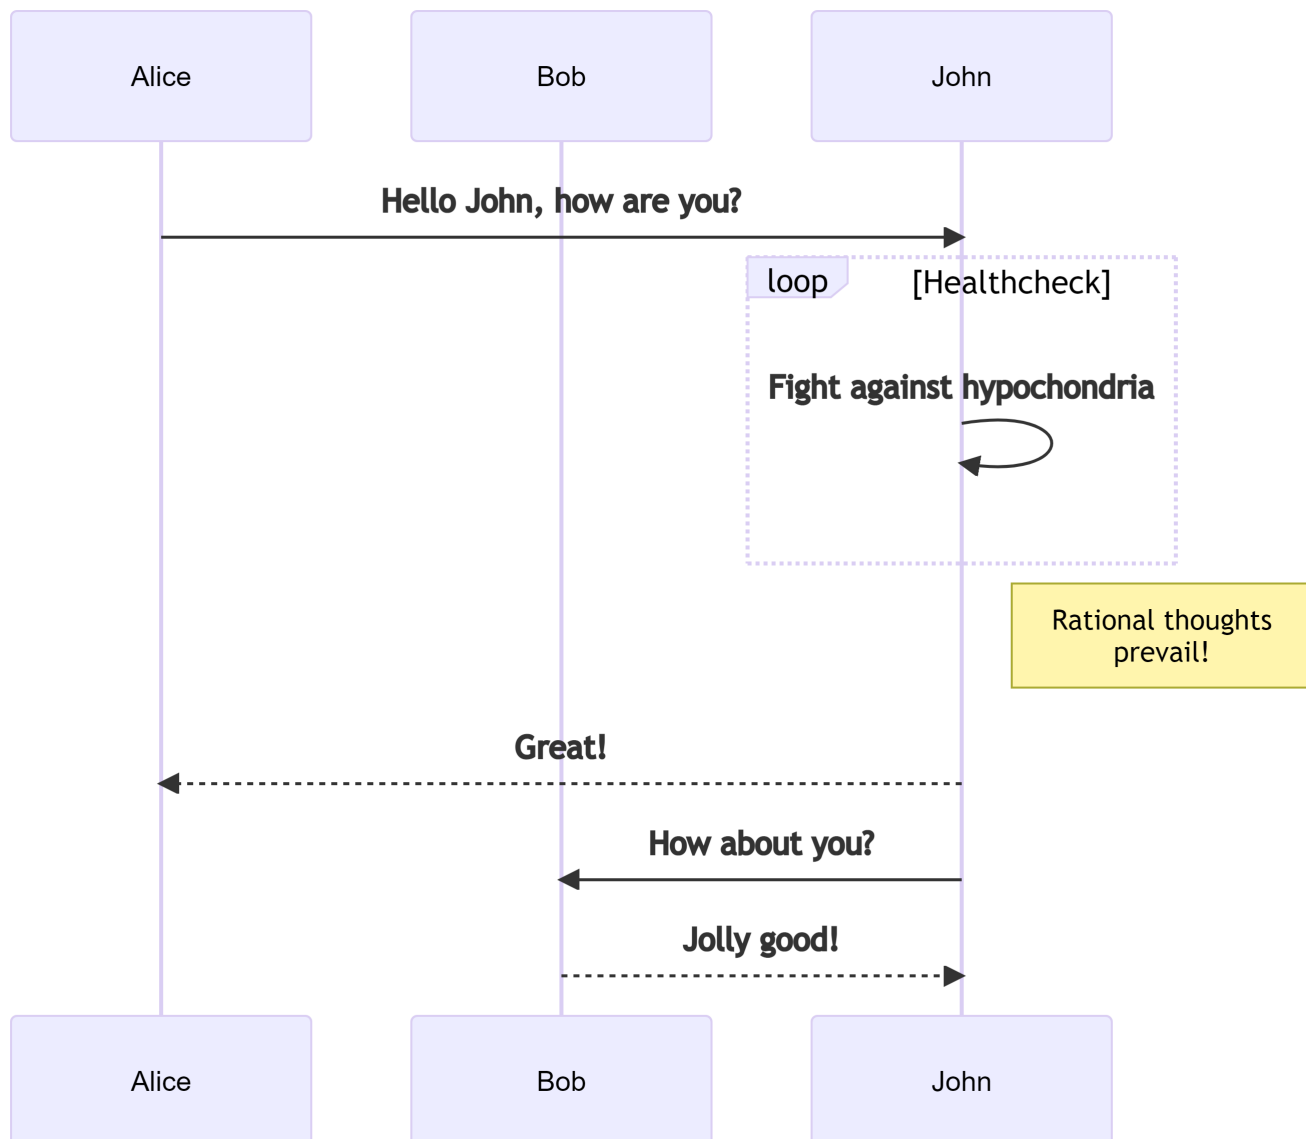 Alice
Bob
John
Hello John, how are you?
loop
[Healthcheck]
Fight against hypochondria
Rational thoughts
prevail!
Great!
How about you?
Jolly good!
Alice
Bob
John